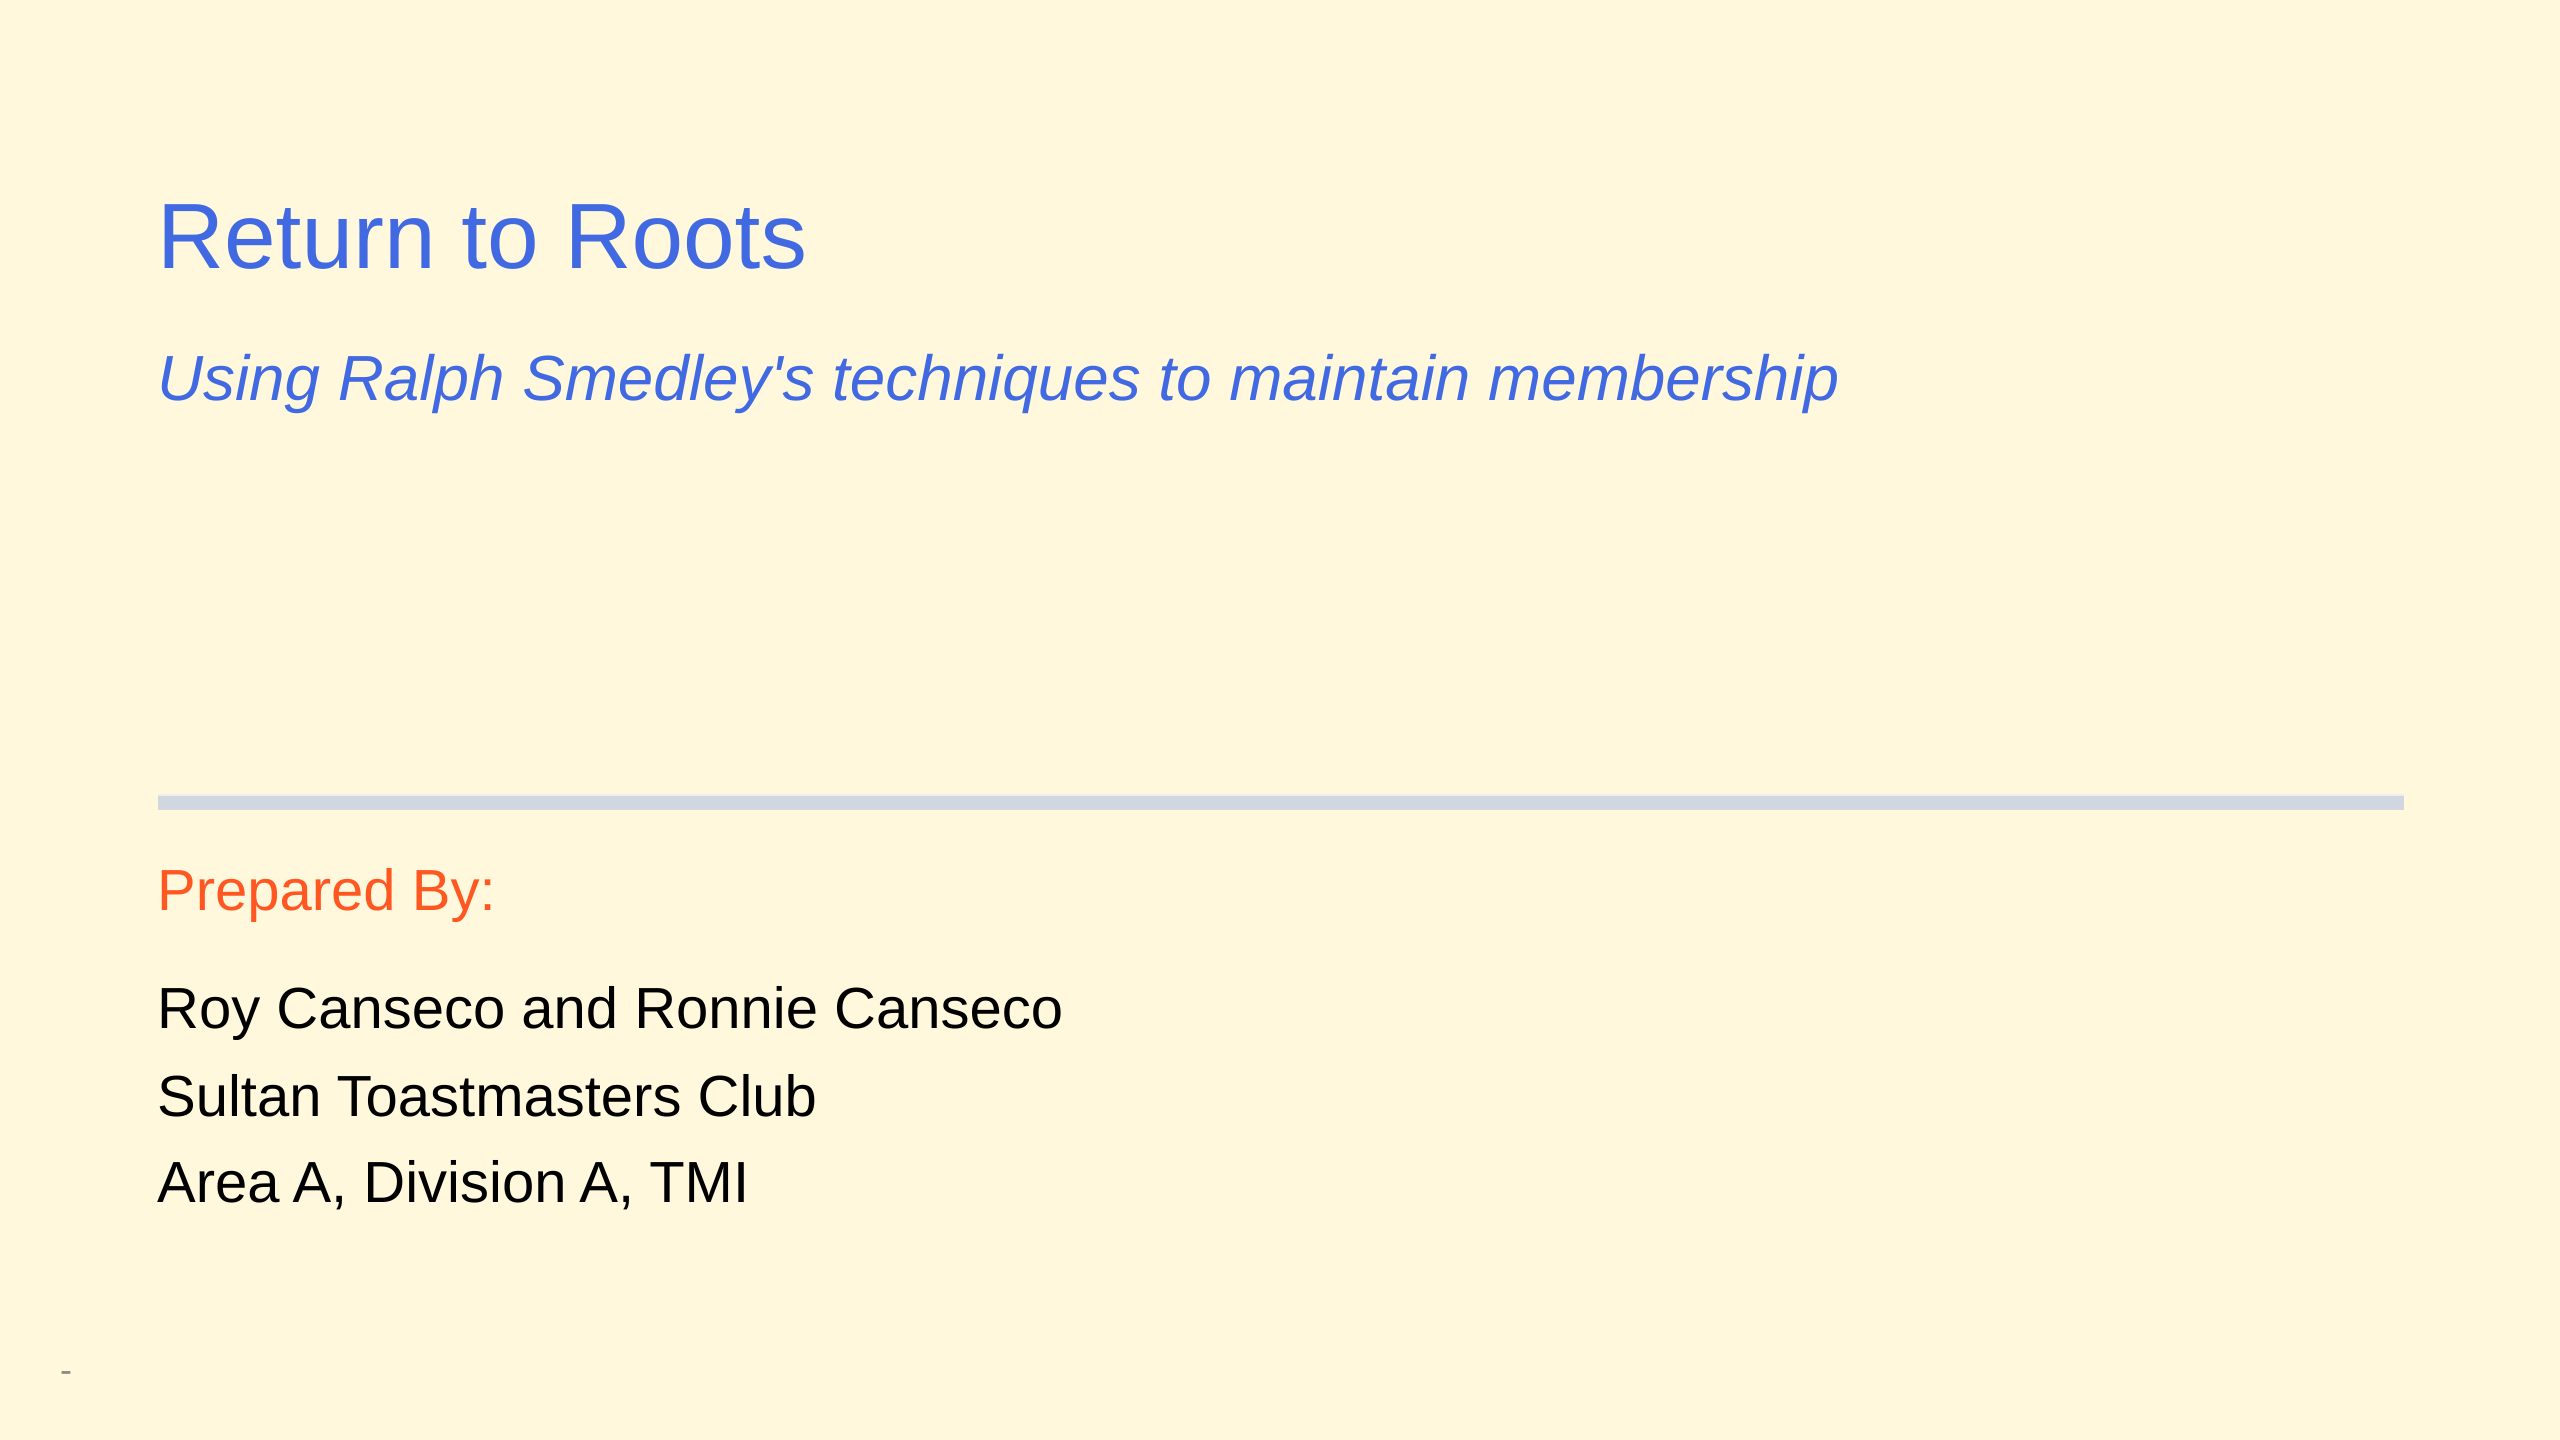 Return to Roots
Using Ralph Smedley's techniques to maintain membership
Prepared By:
Roy Canseco and Ronnie Canseco
Sultan Toastmasters Club
Area A, Division A, TMI
-